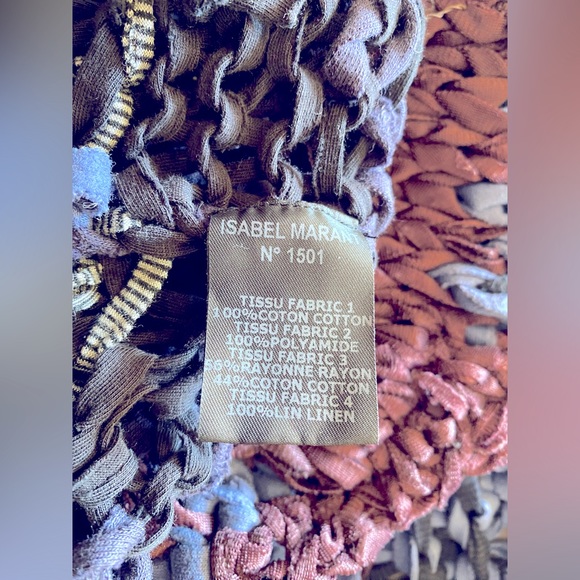 ISABEL MARANT
N° 1501
TISSU FABRIC 1
100%COTON COTTON
TISSU FABRIC 2
100%POLYAMIDE
TISSU FABRIC 3
56%RAYONNE RAYON
44%COTON COTTON
TISSU FABRIC 4
100%LIN LINEN